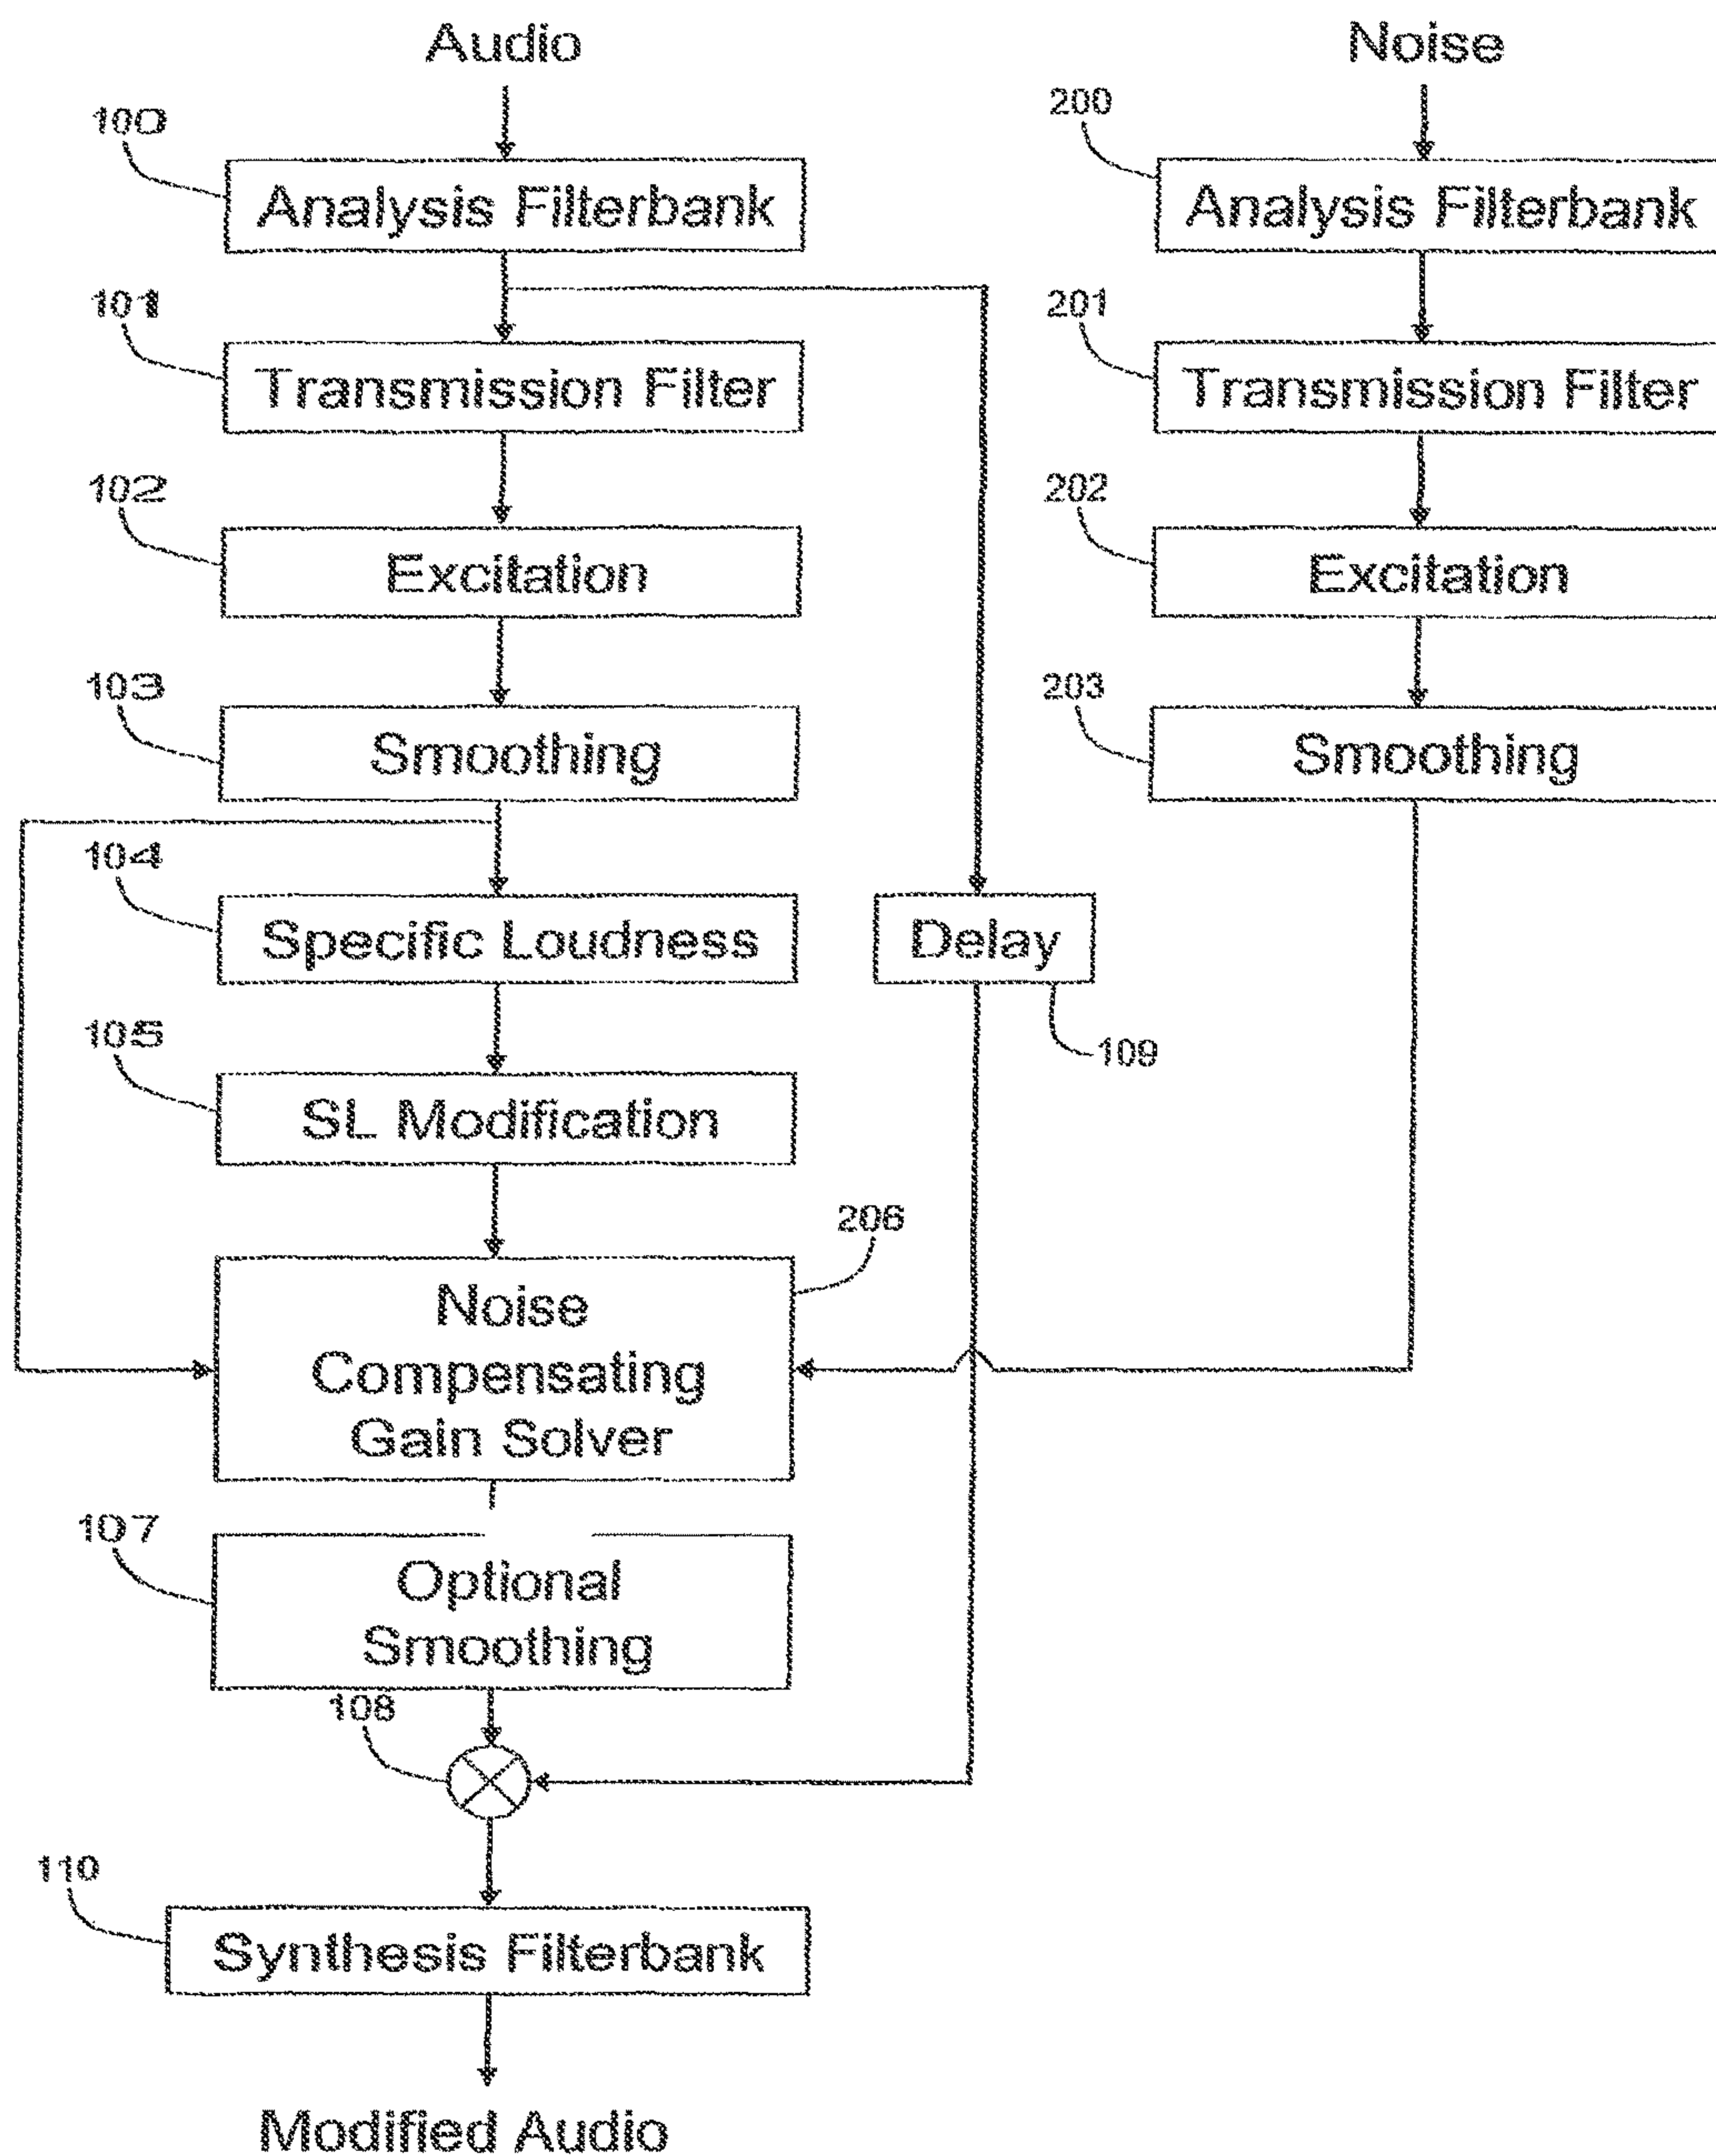 Audio
Noise
100
200
Analysis Filterbank
Analysis Filterbank
101
201
Transmission Filter
Transmission Filter
102
202
Excitation
Excitation
103
203
Smoothing
Smoothing
104
Specific Loudness
Delay
105
109
SL Modification
206
Noise
Compensating
Gain Solver
107
Optional
Smoothing
108
110
Synthesis Filterbank
Modified Audio